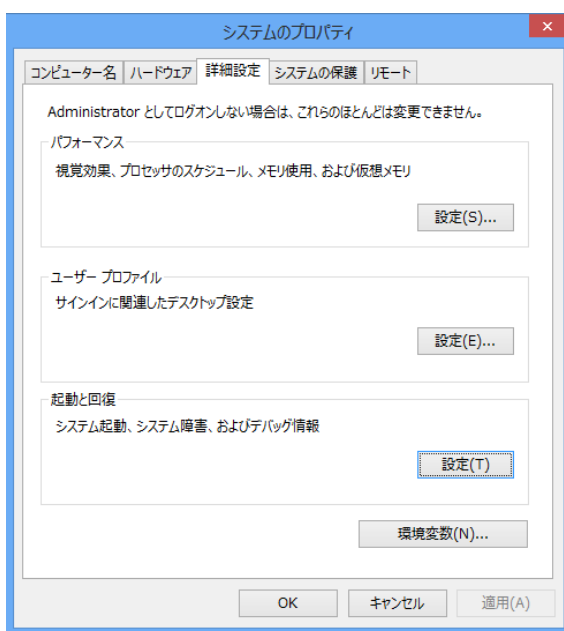 システムのプロパティ
×
コンピューター名 ハードウェア 詳細設定 システムの保護 リモート
Administrator としてログオンしない場合は、これらのほとんどは変更できません。
パフォーマンス
視覚効果、プロセッサのスケジュール、メモリ使用、および仮想メモリ
設定(S)...
ユーザー プロファイル
サインインに関連したデスクトップ設定
設定(E)...
起動と回復
システム起動、システム障害、およびデバッグ情報
設定(T)
環境変数(N)...
OK キャンセル 適用(A)